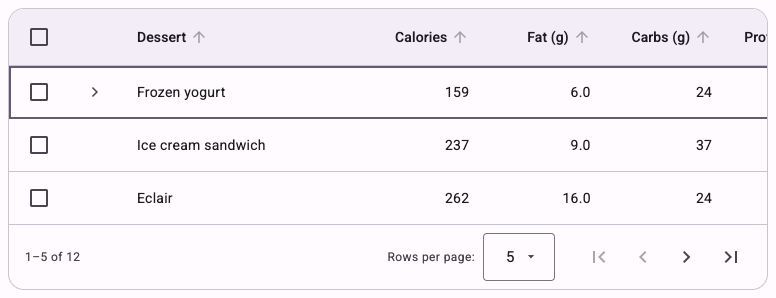 Dessert Calories Fat (g) Carbs (g) Pro
Frozen yogurt 159 6.0 24
Ice cream sandwich 237 9.0 37
Eclair 262 16.0 24
1–5 of 12 Rows per page: 5